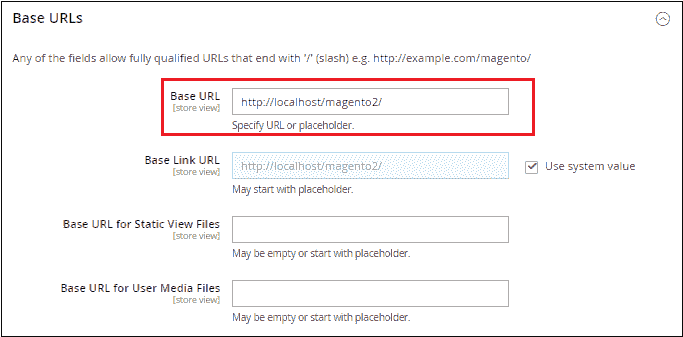 Base URLs
Any of the fields allow fully qualified URLs that end with '/' (slash) e.g. http://example.com/magento/
Base URL http://localhost/magento2/
[store view]
Specify URL or placeholder.
Base Link URL http://localhost/magento2/ Use system value
[store view]
May start with placeholder.
Base URL for Static View Files
[store view]
May be empty or start with placeholder.
Base URL for User Media Files
[store view]
May be empty or start with placeholder.